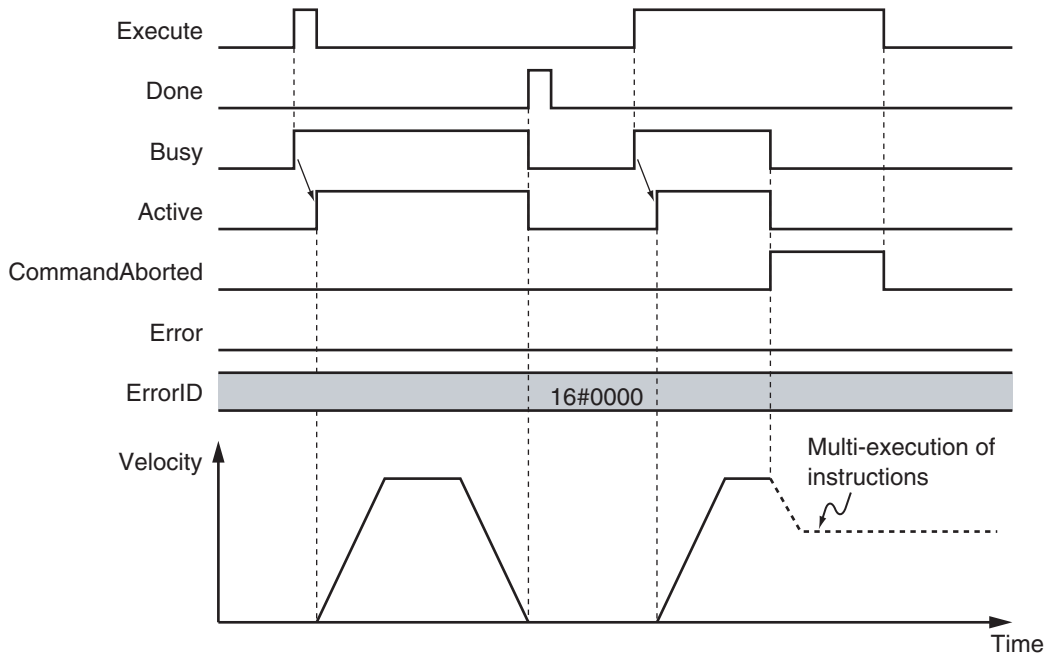 Execute
Done
Busy
Active
CommandAborted
Error
ErrorID
16#0000
Velocity
Multi-execution of
instructions
Time